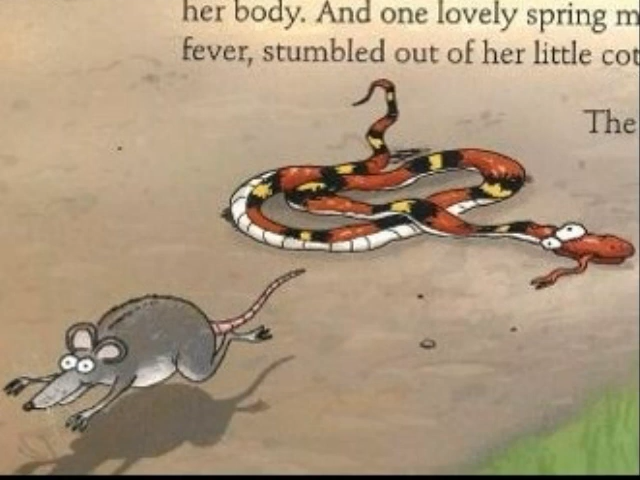 her body. And one lovely spring m
fever, stumbled out of her little cot
The